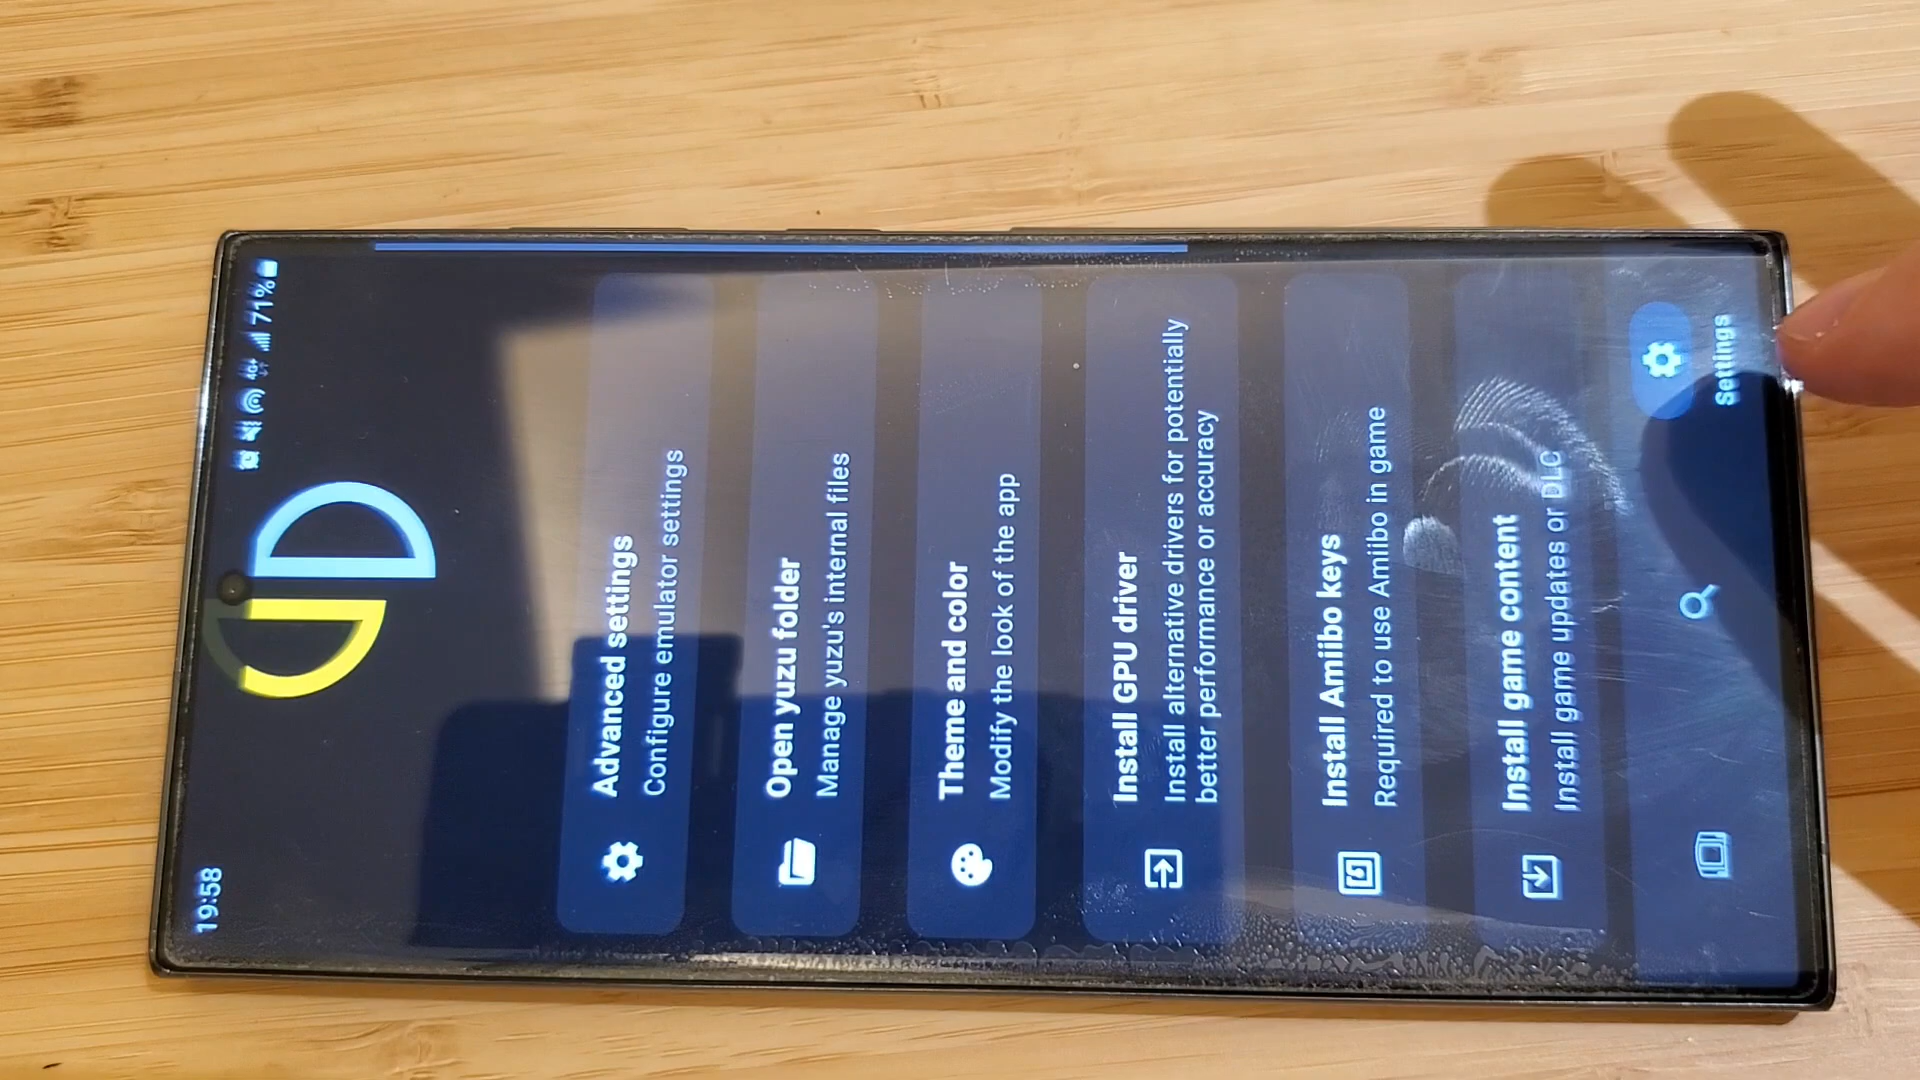 19:58
4G+
71%
Advanced settings
Configure emulator settings
Open yuzu folder
Manage yuzu's internal files
Theme and color
Modify the look of the app
Install GPU driver
Install alternative drivers for potentially
better performance or accuracy
Install Amiibo keys
Required to use Amiibo in game
Install game content
Install game updates or DLC
Settings